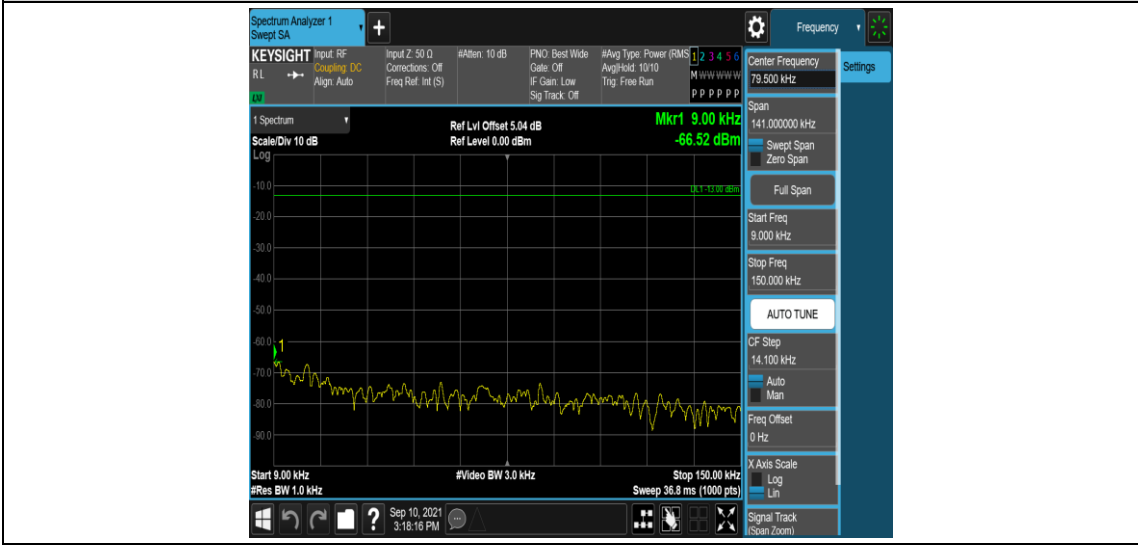 Spectrum Analyzer 1
Swept SA
+
Frequency
KEYSIGHT
RL
LM
Input: RF
Coupling: DC
Align: Auto
Input Z: 50 Ω
Corrections: Off
Freq Ref: Int (S)
#Atten: 10 dB
PNO: Best Wide
Gate: Off
IF Gain: Low
Sig Track: Off
#Avg Type: Power (RMS
Avg|Hold: 10/10
Trig: Free Run
1 2 3 4 5 6
M W W W W W
P P P P P P
1 Spectrum
Scale/Div 10 dB
Log
Ref Lvl Offset 5.04 dB
Ref Level 0.00 dBm
Mkr1 9.00 kHz
-66.52 dBm
DL1 -13.00 dBm
-10.0
-20.0
-30.0
-40.0
-50.0
-60.0
1
-70.0
-80.0
-90.0
Start 9.00 kHz
#Res BW 1.0 kHz
#Video BW 3.0 kHz
Stop 150.00 kHz
Sweep 36.8 ms (1000 pts)
Center Frequency
79.500 kHz
Settings
Span
141.000000 kHz
Swept Span
Zero Span
Full Span
Start Freq
9.000 kHz
Stop Freq
150.000 kHz
AUTO TUNE
CF Step
14.100 kHz
Auto
Man
Freq Offset
0 Hz
X Axis Scale
Log
Lin
Signal Track
(Span Zoom)
?
Sep 10, 2021
3:18:16 PM